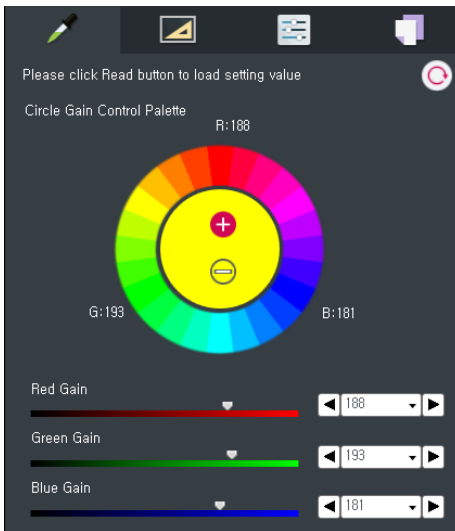 Please click Read button to load setting value
Circle Gain Control Palette
R:188
G:193
B:181
Red Gain
188
Green Gain
193
Blue Gain
181